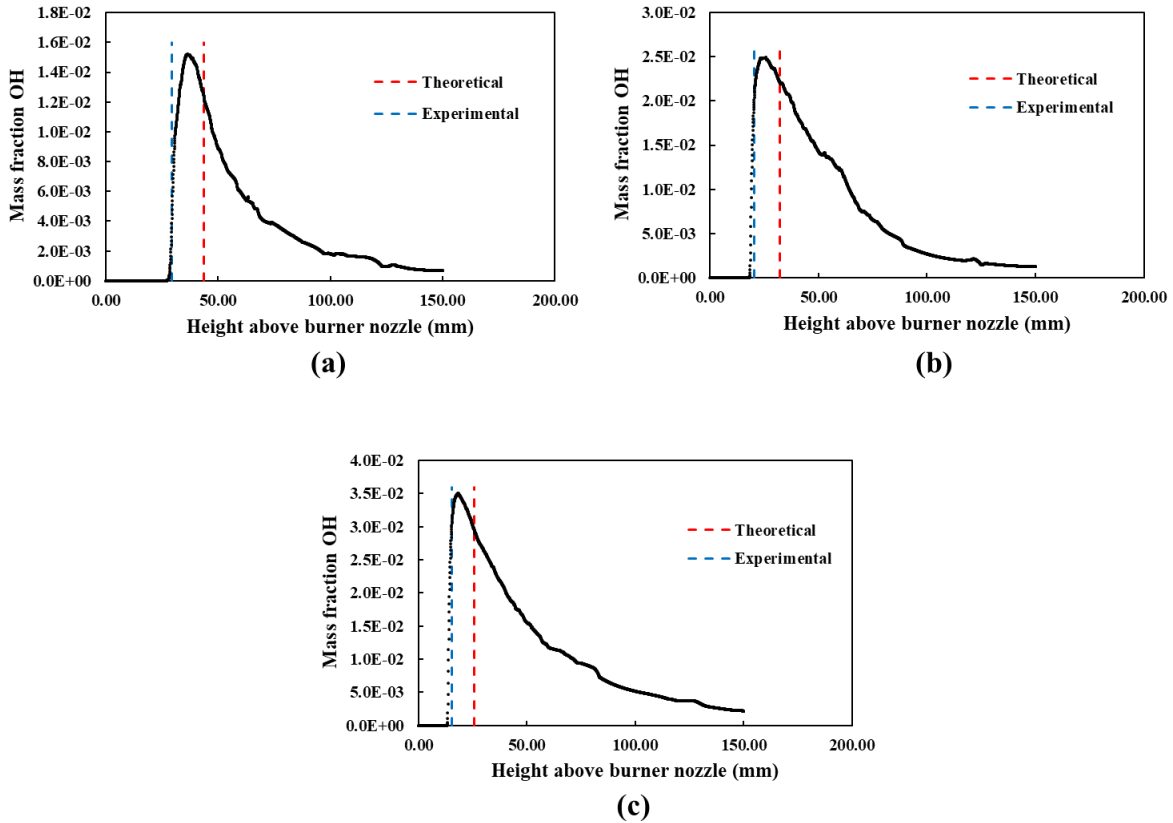 1.8E-02
1.6E-02
1.4E-02
1.2E-02
1.0E-02
8.0E-03
6.0E-03
4.0E-03
2.0E-03
0.0E+00
Mass fraction OH
0.00 50.00 100.00 150.00 200.00
Height above burner nozzle (mm)
Theoretical
Experimental
(a)
3.0E-02
2.5E-02
2.0E-02
1.5E-02
1.0E-02
5.0E-03
0.0E+00
Mass fraction OH
0.00 50.00 100.00 150.00 200.00
Height above burner nozzle (mm)
Theoretical
Experimental
(b)
4.0E-02
3.5E-02
3.0E-02
2.5E-02
2.0E-02
1.5E-02
1.0E-02
5.0E-03
0.0E+00
Mass fraction OH
0.00 50.00 100.00 150.00 200.00
Height above burner nozzle (mm)
Theoretical
Experimental
(c)